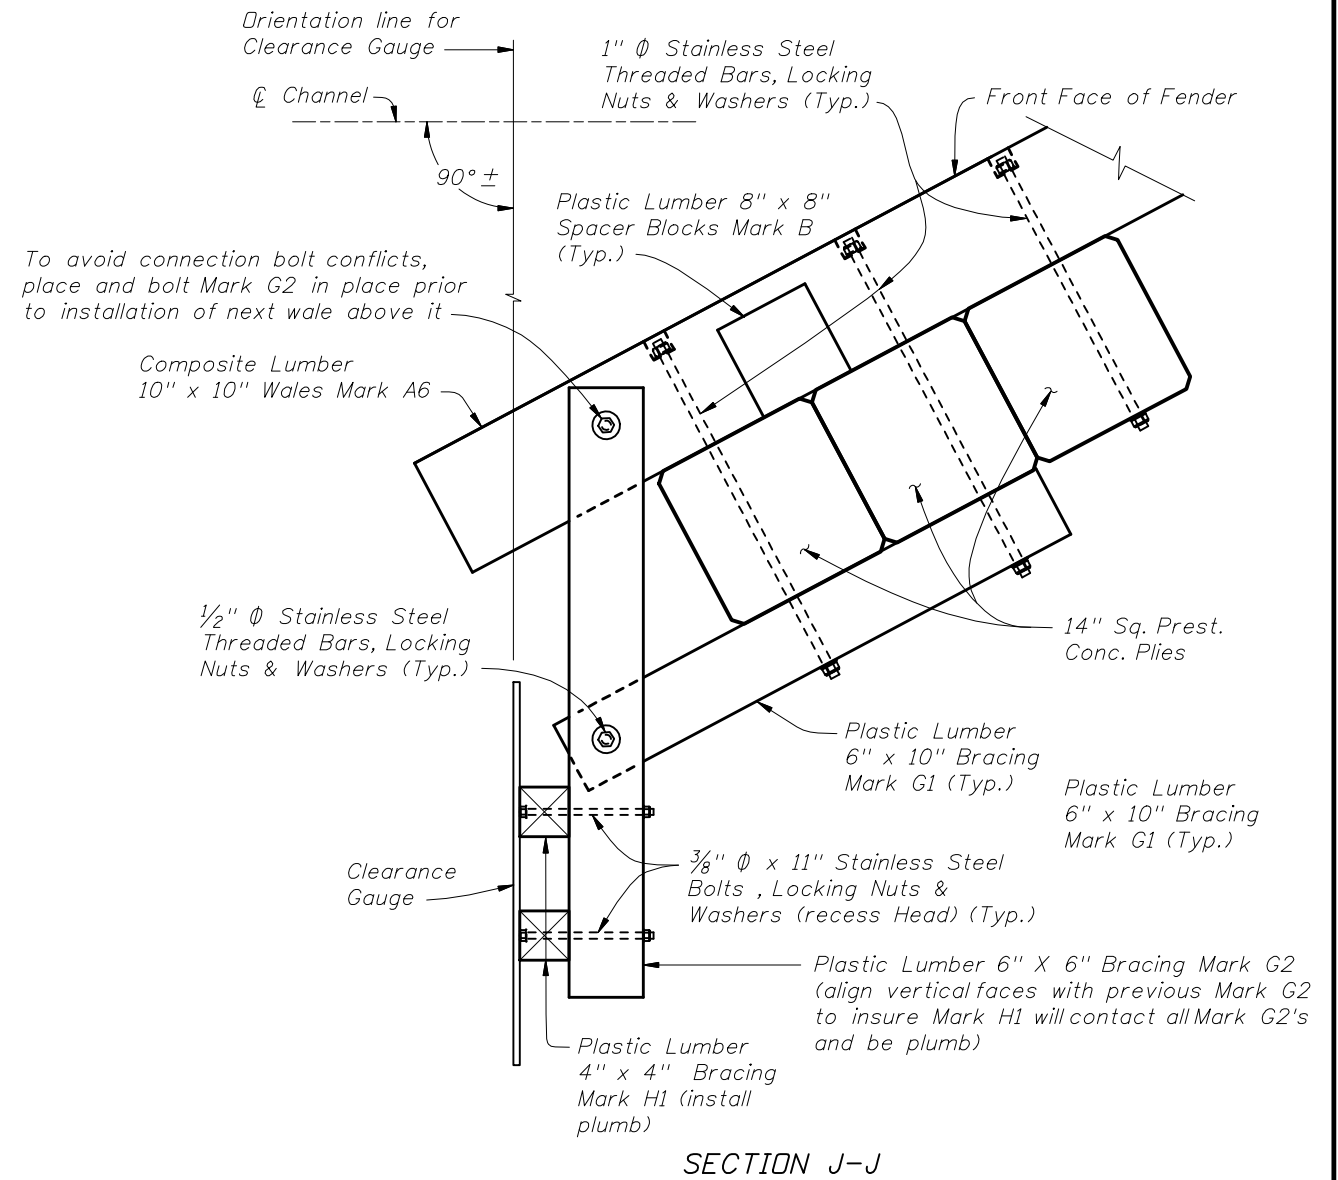 Orientation line for
Clearance Gauge
℄ Channel
90° ±
1" ϕ Stainless Steel
Threaded Bars, Locking
Nuts & Washers (Typ.)
Front Face of Fender
Plastic Lumber 8" x 8"
Spacer Blocks Mark B
(Typ.)
To avoid connection bolt conflicts,
place and bolt Mark G2 in place prior
to installation of next wale above it
Composite Lumber
10" x 10" Wales Mark A6
1/2" ϕ Stainless Steel
Threaded Bars, Locking
Nuts & Washers (Typ.)
14" Sq. Prest.
Conc. Plies
Plastic Lumber
6" x 10" Bracing
Mark G1 (Typ.)
Plastic Lumber
6" x 10" Bracing
Mark G1 (Typ.)
Clearance
Gauge
3/8" ϕ x 11" Stainless Steel
Bolts , Locking Nuts &
Washers (recess Head) (Typ.)
Plastic Lumber 6" X 6" Bracing Mark G2
(align vertical faces with previous Mark G2
to insure Mark H1 will contact all Mark G2's
and be plumb)
Plastic Lumber
4" x 4" Bracing
Mark H1 (install
plumb)
SECTION J-J